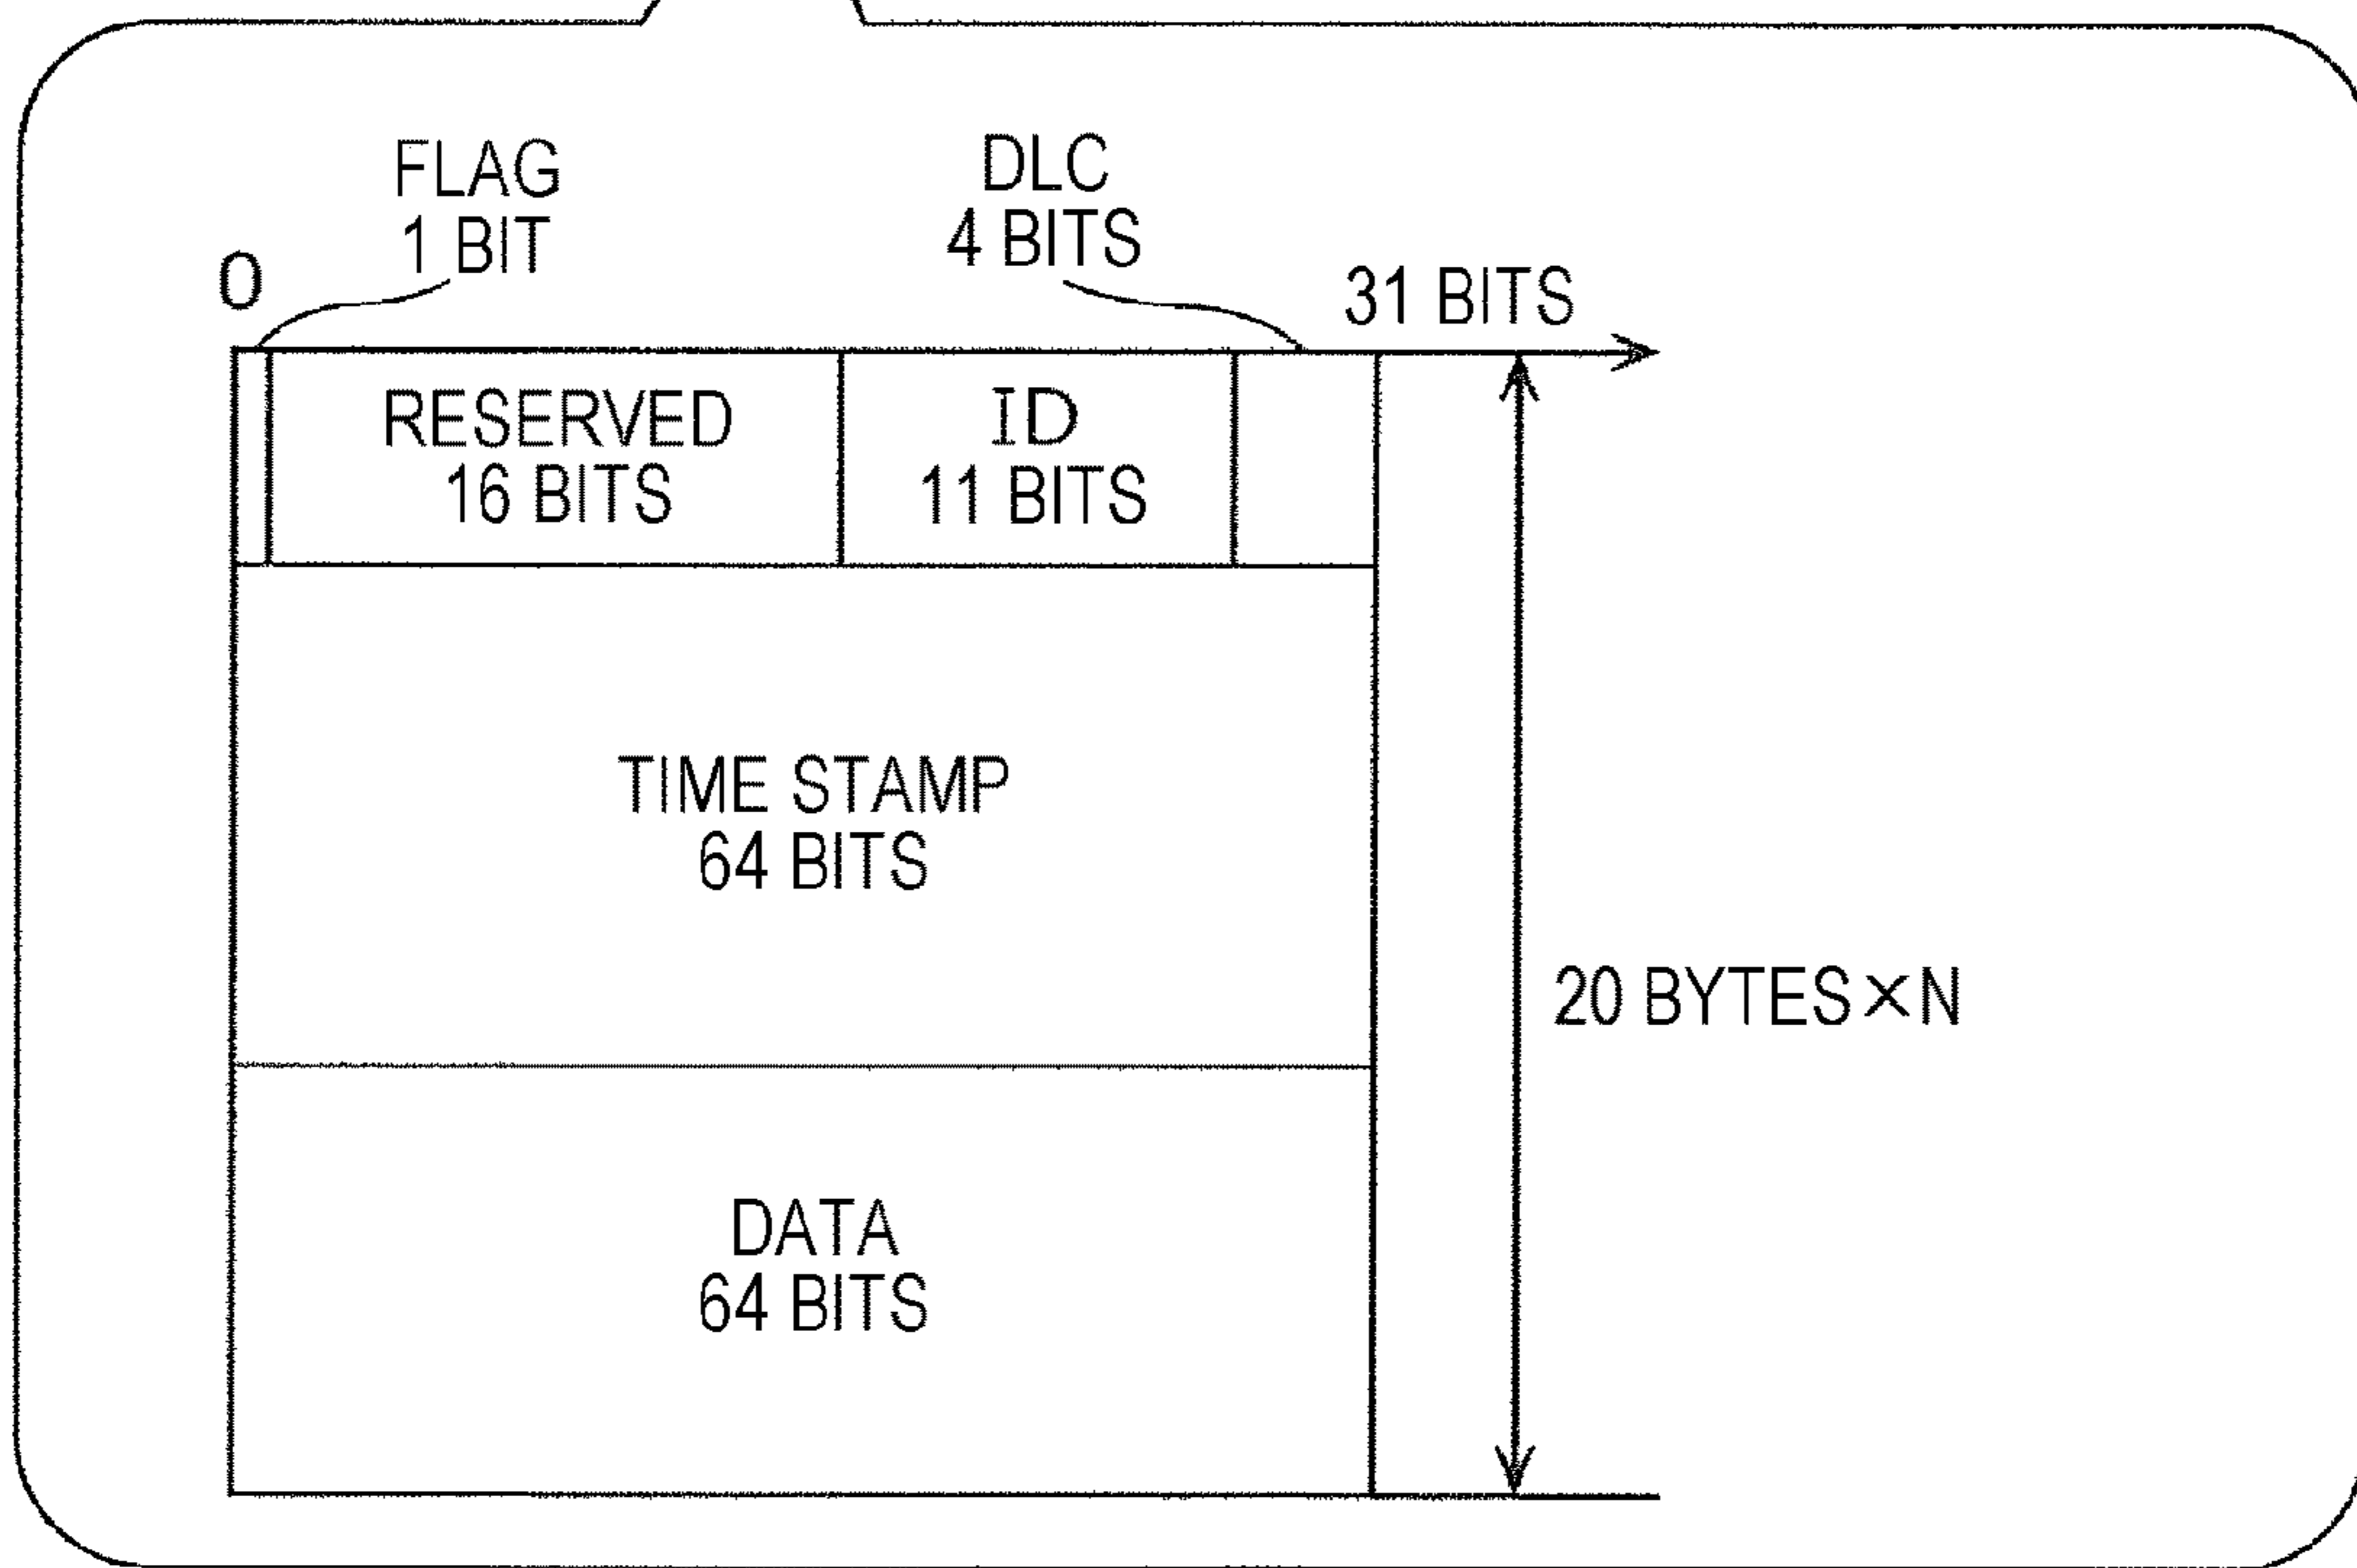 FLAG
1 BIT
DLC
4 BITS
0
31 BITS
RESERVED
16 BITS
ID
11 BITS
TIME STAMP
64 BITS
20 BYTES×N
DATA
64 BITS